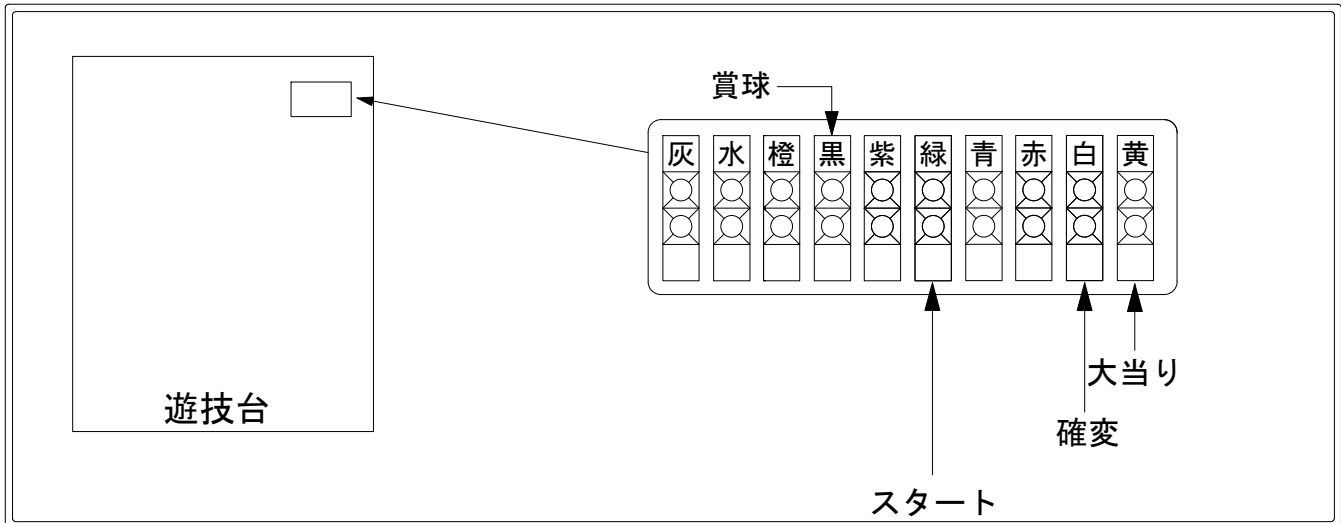 賞球
灰 水 橙 黒 紫 緑 青 赤 白 黄
大当り
遊技台
確変
スタート